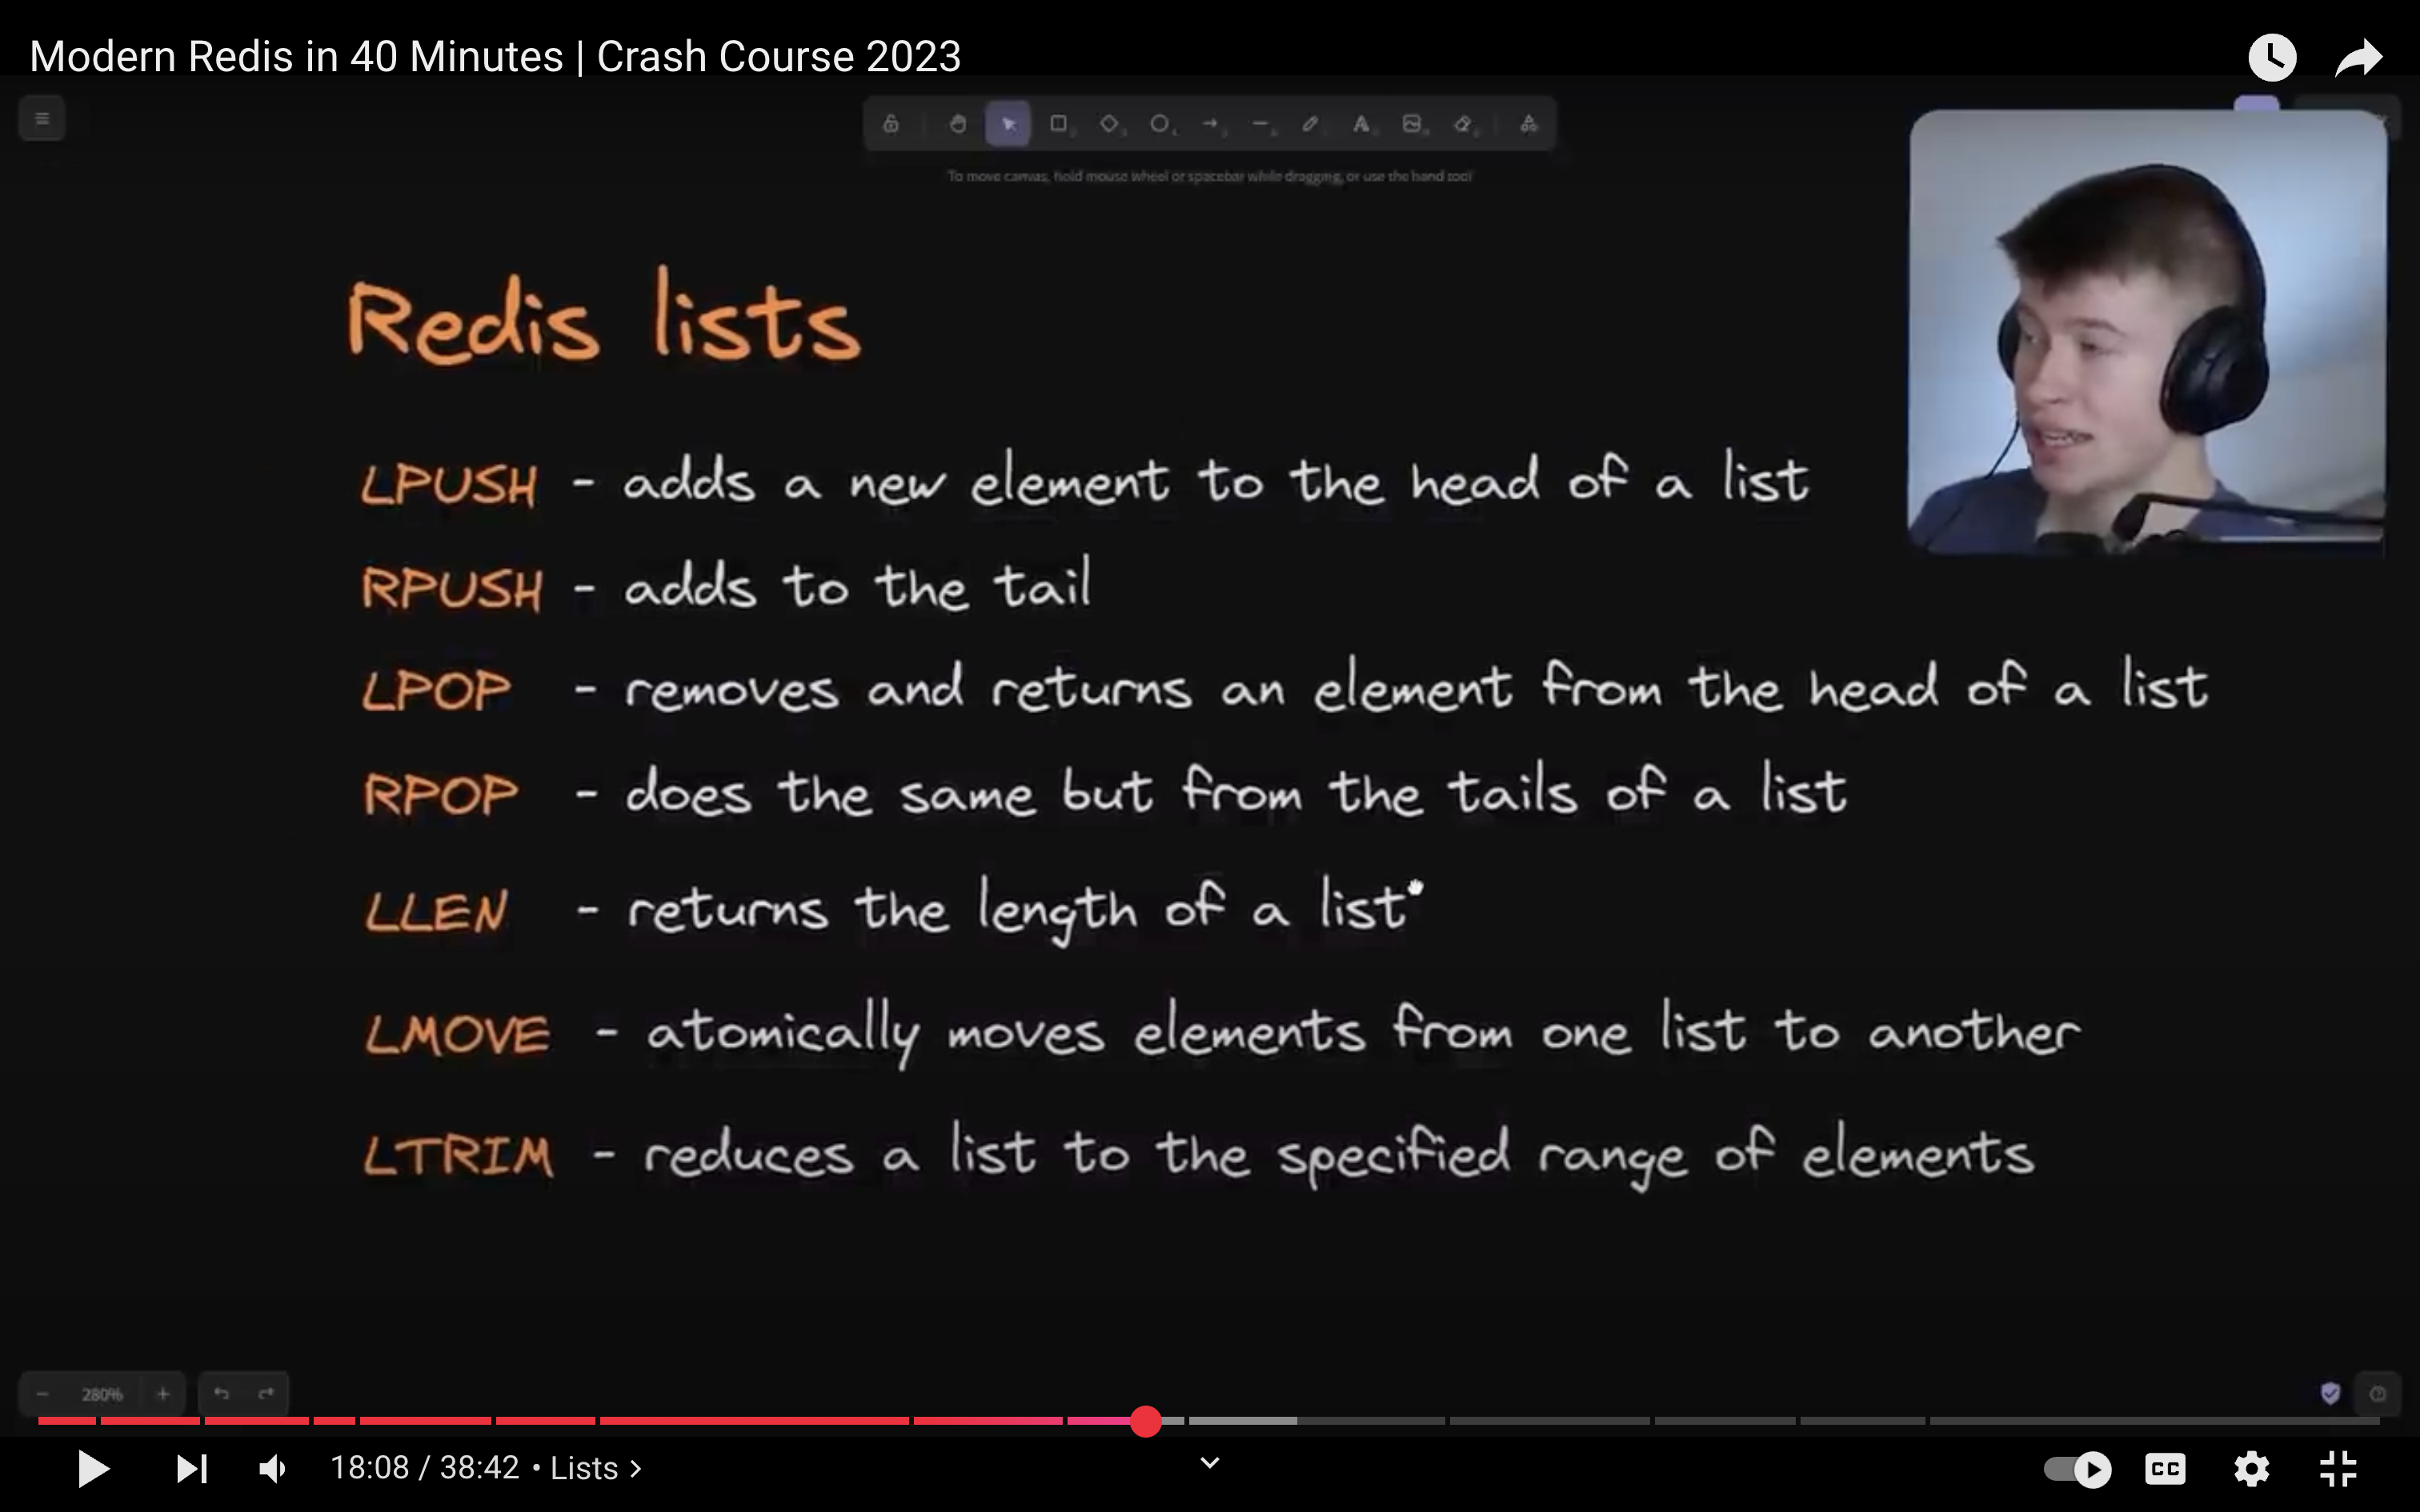 Modern Redis in 40 Minutes | Crash Course 2023
To move canvas, hold mouse wheel or spacebar while dragging, or use the hand tool
Redis lists
LPUSH - adds a new element to the head of a list
RPUSH - adds to the tail
LPOP - removes and returns an element from the head of a list
RPOP - does the same but from the tails of a list
LLEN - returns the length of a list
LMOVE - atomically moves elements from one list to another
LTRIM - reduces a list to the specified range of elements
280%
18:08 / 38:42 • Lists
CC